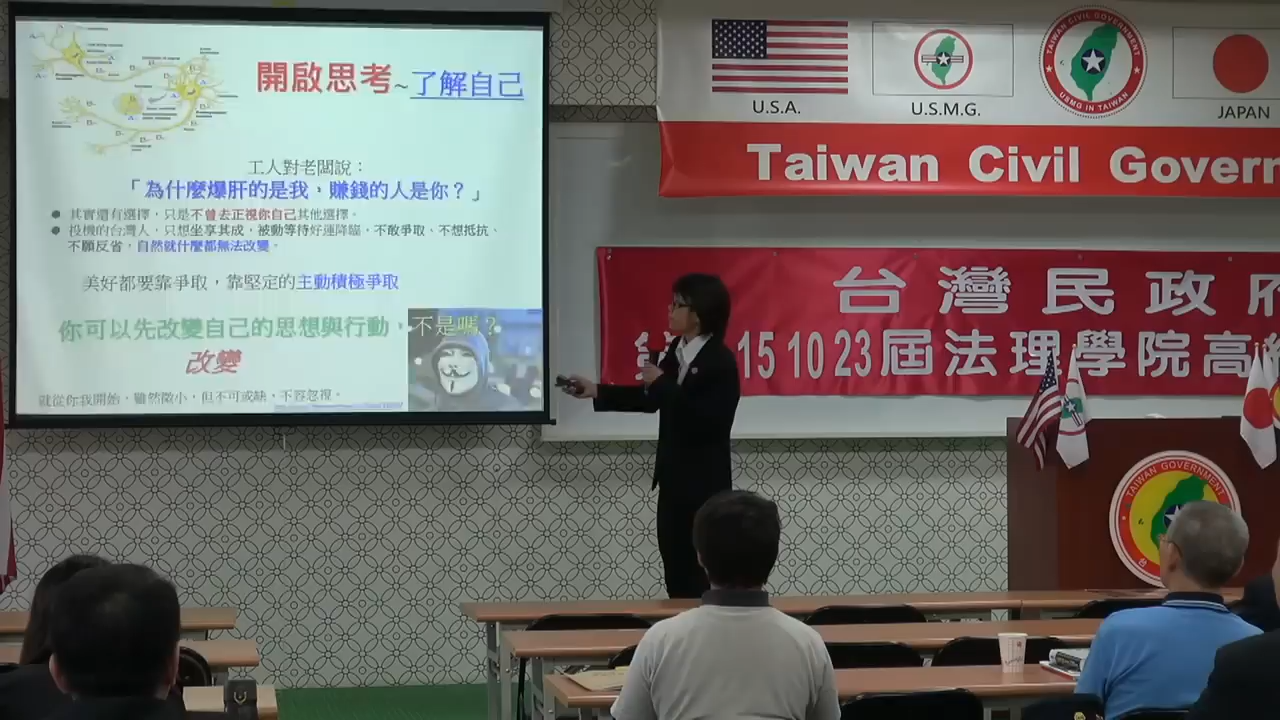 開啟思考~了解自己
工人對老闆說：
「為什麼爆肝的是我，賺錢的人是你？」
● 其實還有選擇，只是不曾去正視你自己其他選擇。
● 投機的台灣人，只想坐享其成，被動等待好運降臨，不敢爭取、不想抵抗、
不願反省，自然就什麼都無法改變。
美好都要靠爭取，靠堅定的主動積極爭取
你可以先改變自己的思想與行動，不是嗎？
改變
就從你我開始，雖然微小，但不可或缺，不容忽視。
U.S.A.
U.S.M.G.
TAIWAN CIVIL GOVERNMENT
USMG IN TAIWAN
JAPAN
Taiwan Civil Govern
台灣民政府
15 10 23屆法理學院高
TAIWAN GOVERNMENT